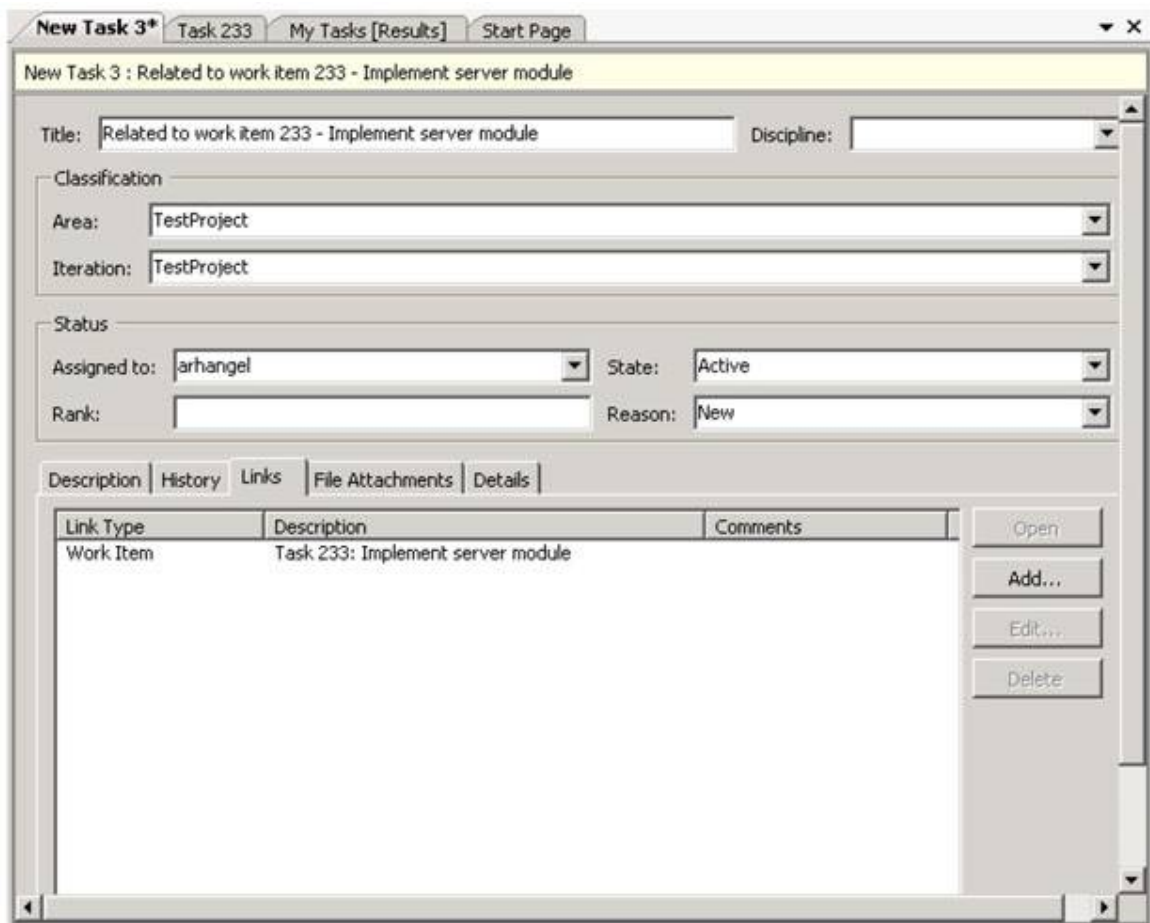 New Task 3* Task 233 My Tasks [Results] Start Page
New Task 3 : Related to work item 233 - Implement server module
Title: Related to work item 233 - Implement server module Discipline:
Classification
Area: TestProject
Iteration: TestProject
Status
Assigned to: arhangel State: Active
Rank: Reason: New
Description History Links File Attachments Details
Link Type Description Comments
Work Item Task 233: Implement server module
Open
Add...
Edit...
Delete